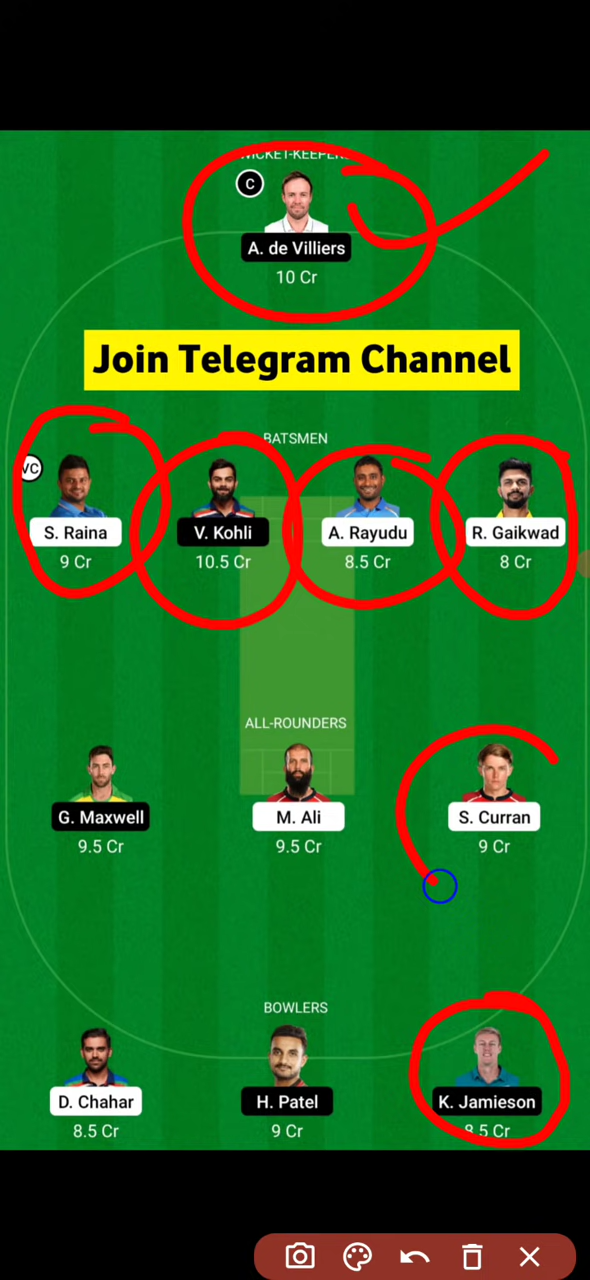 WICKET-KEEPERS
C
A. de Villiers
10 Cr
Join Telegram Channel
BATSMEN
VC
S. Raina
V. Kohli
A. Rayudu
R. Gaikwad
9 Cr
10.5 Cr
8.5 Cr
8 Cr
ALL-ROUNDERS
G. Maxwell
M. Ali
S. Curran
9.5 Cr
9.5 Cr
9 Cr
BOWLERS
D. Chahar
H. Patel
K. Jamieson
8.5 Cr
9 Cr
8.5 Cr